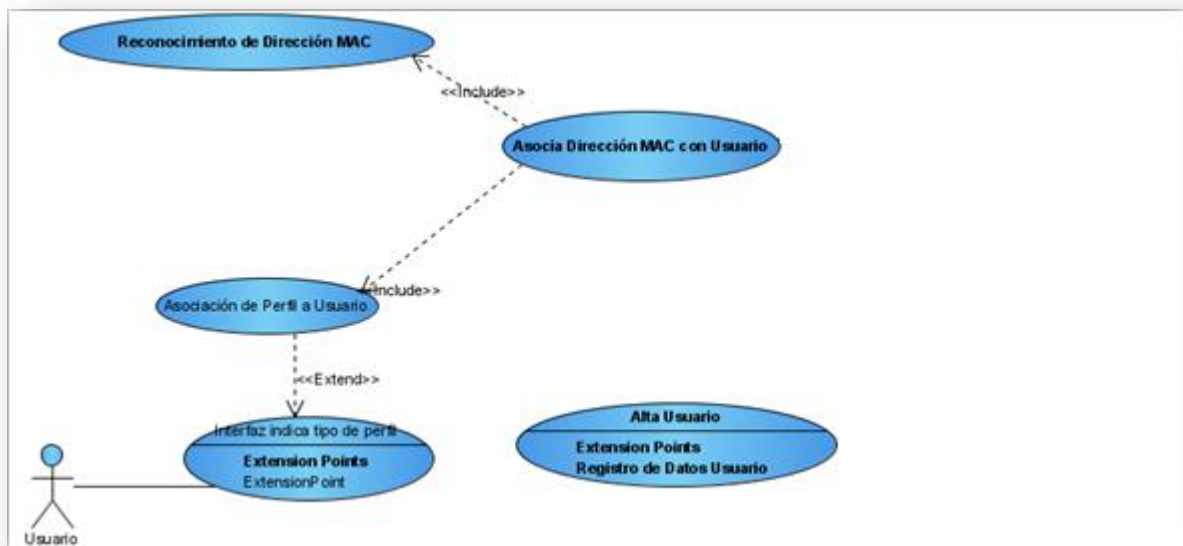 Reconocimiento de Dirección MAC
<<Include>>
Asocia Dirección MAC con Usuario
<<Include>>
Asociación de Perfil a Usuario
<<Extend>>
Interfaz indica tipo de perfil
Extension Points
ExtensionPoint
Alta Usuario
Extension Points
Registro de Datos Usuario
Usuario